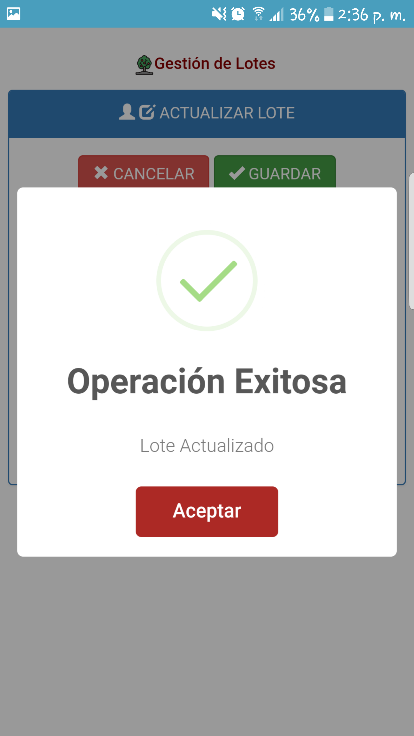 36% 2:36 p. m.
Gestión de Lotes
ACTUALIZAR LOTE
CANCELAR GUARDAR
Operación Exitosa
Lote Actualizado
Aceptar